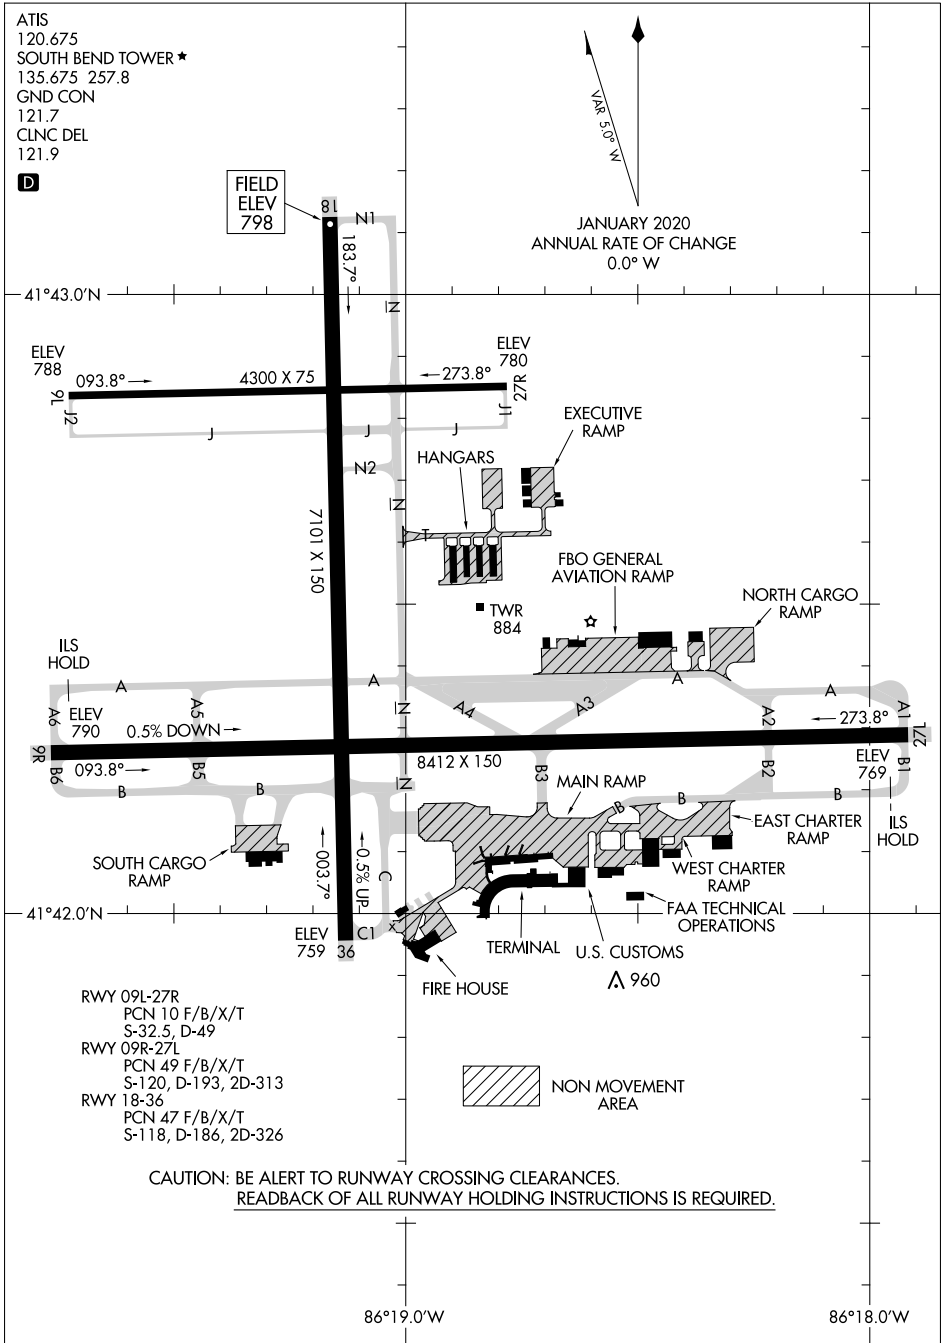 ATIS
120.675
SOUTH BEND TOWER ★
135.675 257.8
GND CON
121.7
CLNC DEL
121.9
D
FIELD
ELEV
798
18
N1
183.7°
VAR 5.0° W
JANUARY 2020
ANNUAL RATE OF CHANGE
0.0° W
41°43.0'N
N
ELEV
788
093.8°
4300 X 75
273.8°
ELEV
780
9L
27R
J2
J
J
J
J1
EXECUTIVE
RAMP
HANGARS
N2
N
T
7101 X 150
FBO GENERAL
AVIATION RAMP
NORTH CARGO
RAMP
TWR
884
ILS
HOLD
A
A
A
A
A6
ELEV
790
A5
0.5% DOWN
N
A4
A3
A2
273.8°
A1
9R
27L
093.8°
B6
B5
8412 X 150
N
B3
B2
ELEV
769
B1
B
B
MAIN RAMP
B
B
B
EAST CHARTER
RAMP
ILS
HOLD
SOUTH CARGO
RAMP
003.7°
0.5% UP
C
WEST CHARTER
RAMP
41°42.0'N
FAA TECHNICAL
OPERATIONS
ELEV
759
36
C1
X
TERMINAL
U.S. CUSTOMS
FIRE HOUSE
960
RWY 09L-27R
PCN 10 F/B/X/T
S-32.5, D-49
RWY 09R-27L
PCN 49 F/B/X/T
S-120, D-193, 2D-313
RWY 18-36
PCN 47 F/B/X/T
S-118, D-186, 2D-326
NON MOVEMENT
AREA
CAUTION: BE ALERT TO RUNWAY CROSSING CLEARANCES.
READBACK OF ALL RUNWAY HOLDING INSTRUCTIONS IS REQUIRED.
86°19.0'W
86°18.0'W